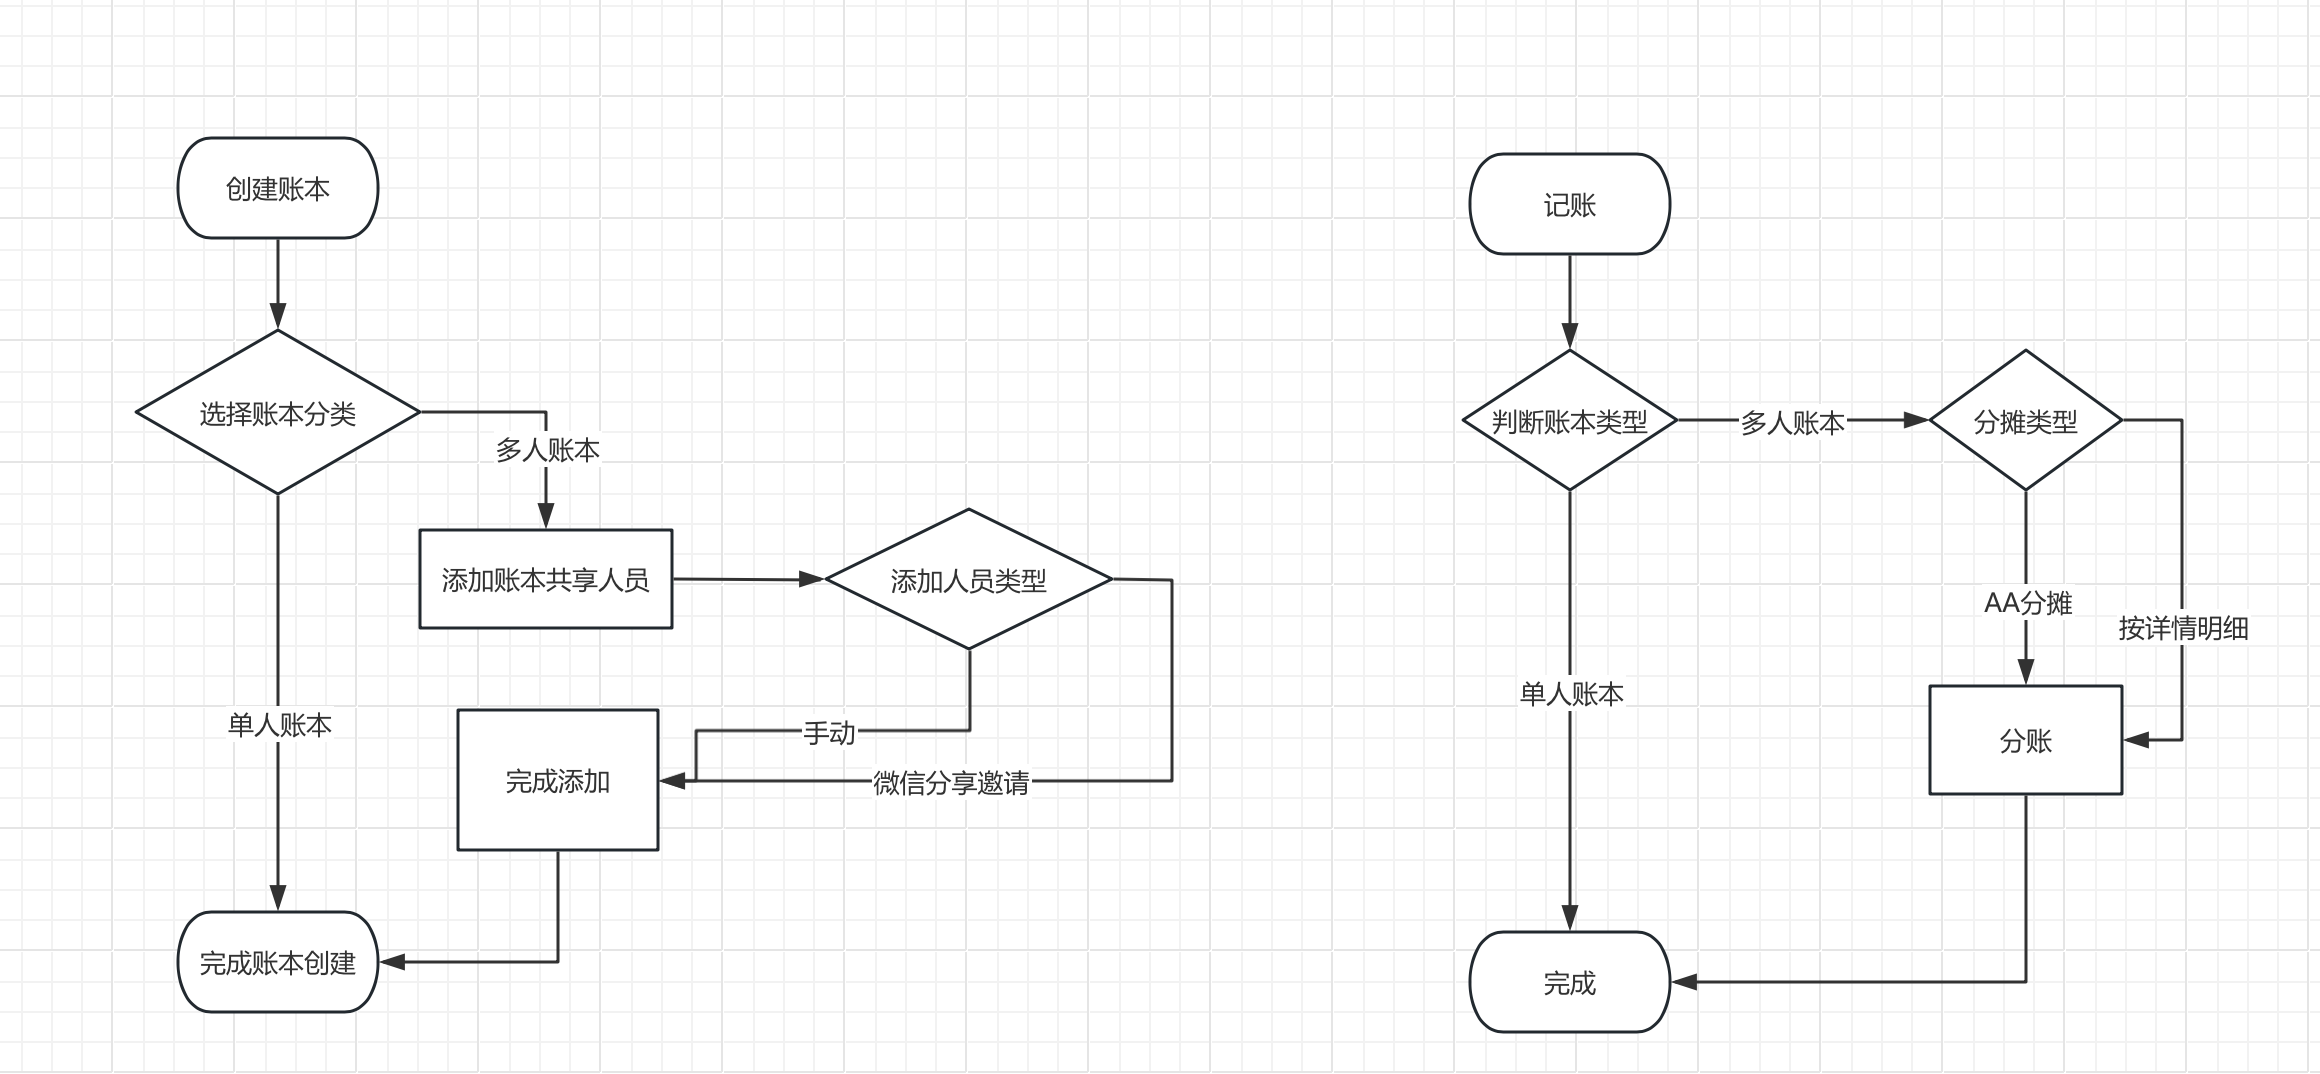 创建账本
选择账本分类
多人账本
添加账本共享人员
添加人员类型
单人账本
手动
完成添加
微信分享邀请
完成账本创建
记账
判断账本类型
多人账本
分摊类型
AA分摊
按详情明细
单人账本
分账
完成